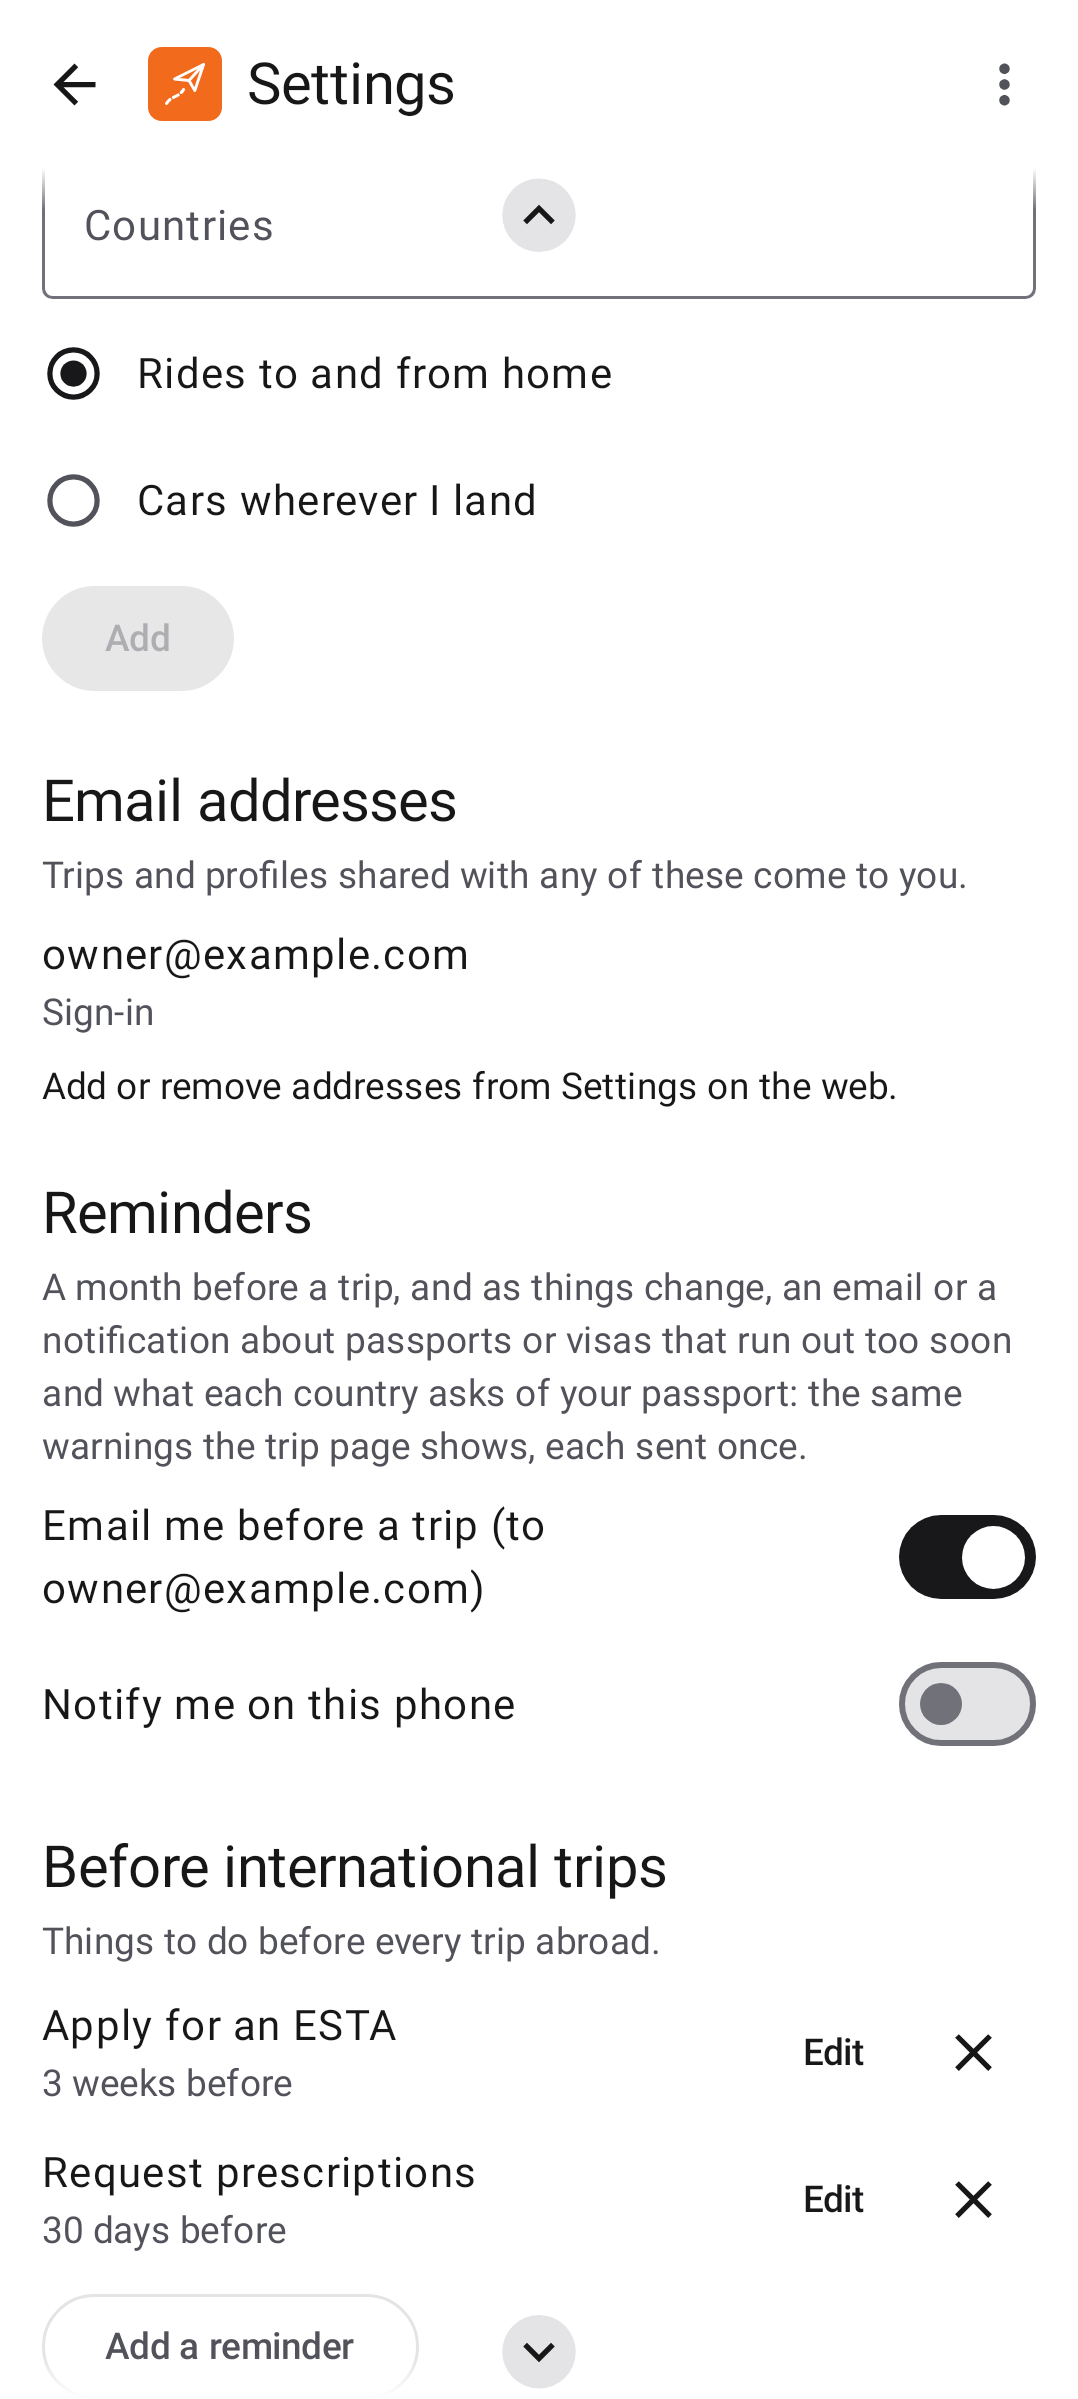 Settings
Countries
Rides to and from home
Cars wherever I land
Add
Email addresses
Trips and profiles shared with any of these come to you.
owner@example.com
Sign-in
Add or remove addresses from Settings on the web.
Reminders
A month before a trip, and as things change, an email or a
notification about passports or visas that run out too soon
and what each country asks of your passport: the same
warnings the trip page shows, each sent once.
Email me before a trip (to
owner@example.com)
Notify me on this phone
Before international trips
Things to do before every trip abroad.
Apply for an ESTA
Edit
3 weeks before
Request prescriptions
Edit
30 days before
Add a reminder